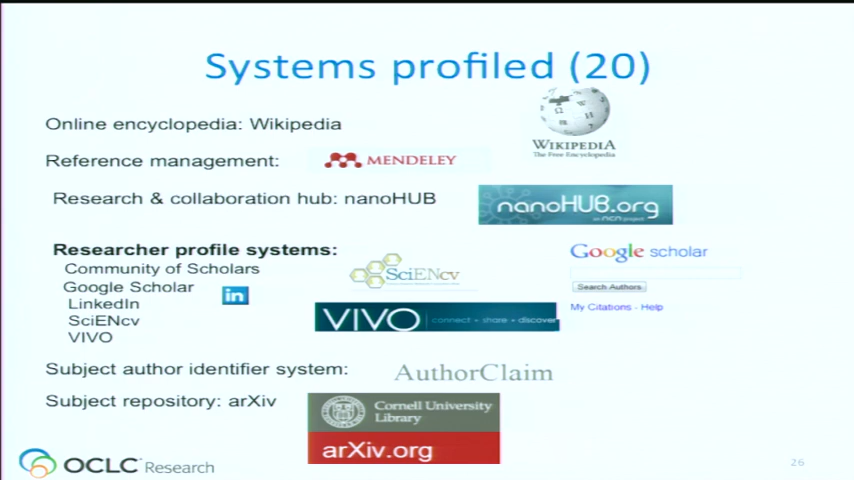 Systems profiled (20)
Online encyclopedia: Wikipedia
WIKIPEDIA
The Free Encyclopedia
Reference management:
MENDELEY
Research & collaboration hub: nanoHUB
nanoHUB.org
an ncn project
Researcher profile systems:
Community of Scholars
Google Scholar
LinkedIn
SciENcv
VIVO
in
SciENcv
VIVO connect • share • discover
Google scholar
Search Authors
My Citations - Help
Subject author identifier system:
AuthorClaim
Subject repository: arXiv
Cornell University
Library
arXiv.org
OCLC Research
26